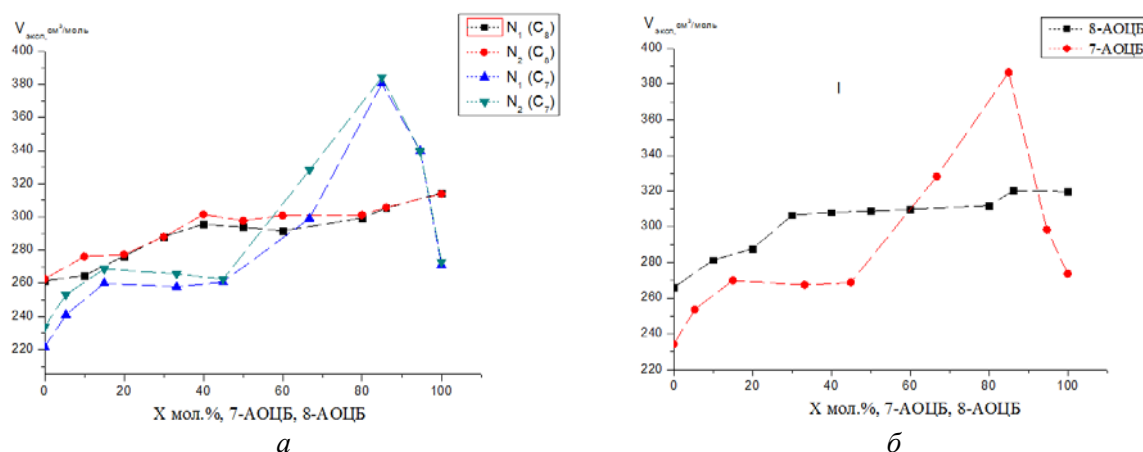 V эксп, см³/моль
N₁ (C₈)
N₂ (C₈)
N₁ (C₇)
N₂ (C₇)
400
380
360
340
320
300
280
260
240
220
0 20 40 60 80 100
X мол.%, 7-АОЦБ, 8-АОЦБ
а
V эксп, см³/моль
8-АОЦБ
7-АОЦБ
I
400
380
360
340
320
300
280
260
240
220
0 20 40 60 80 100
X мол.%, 7-АОЦБ, 8-АОЦБ
б